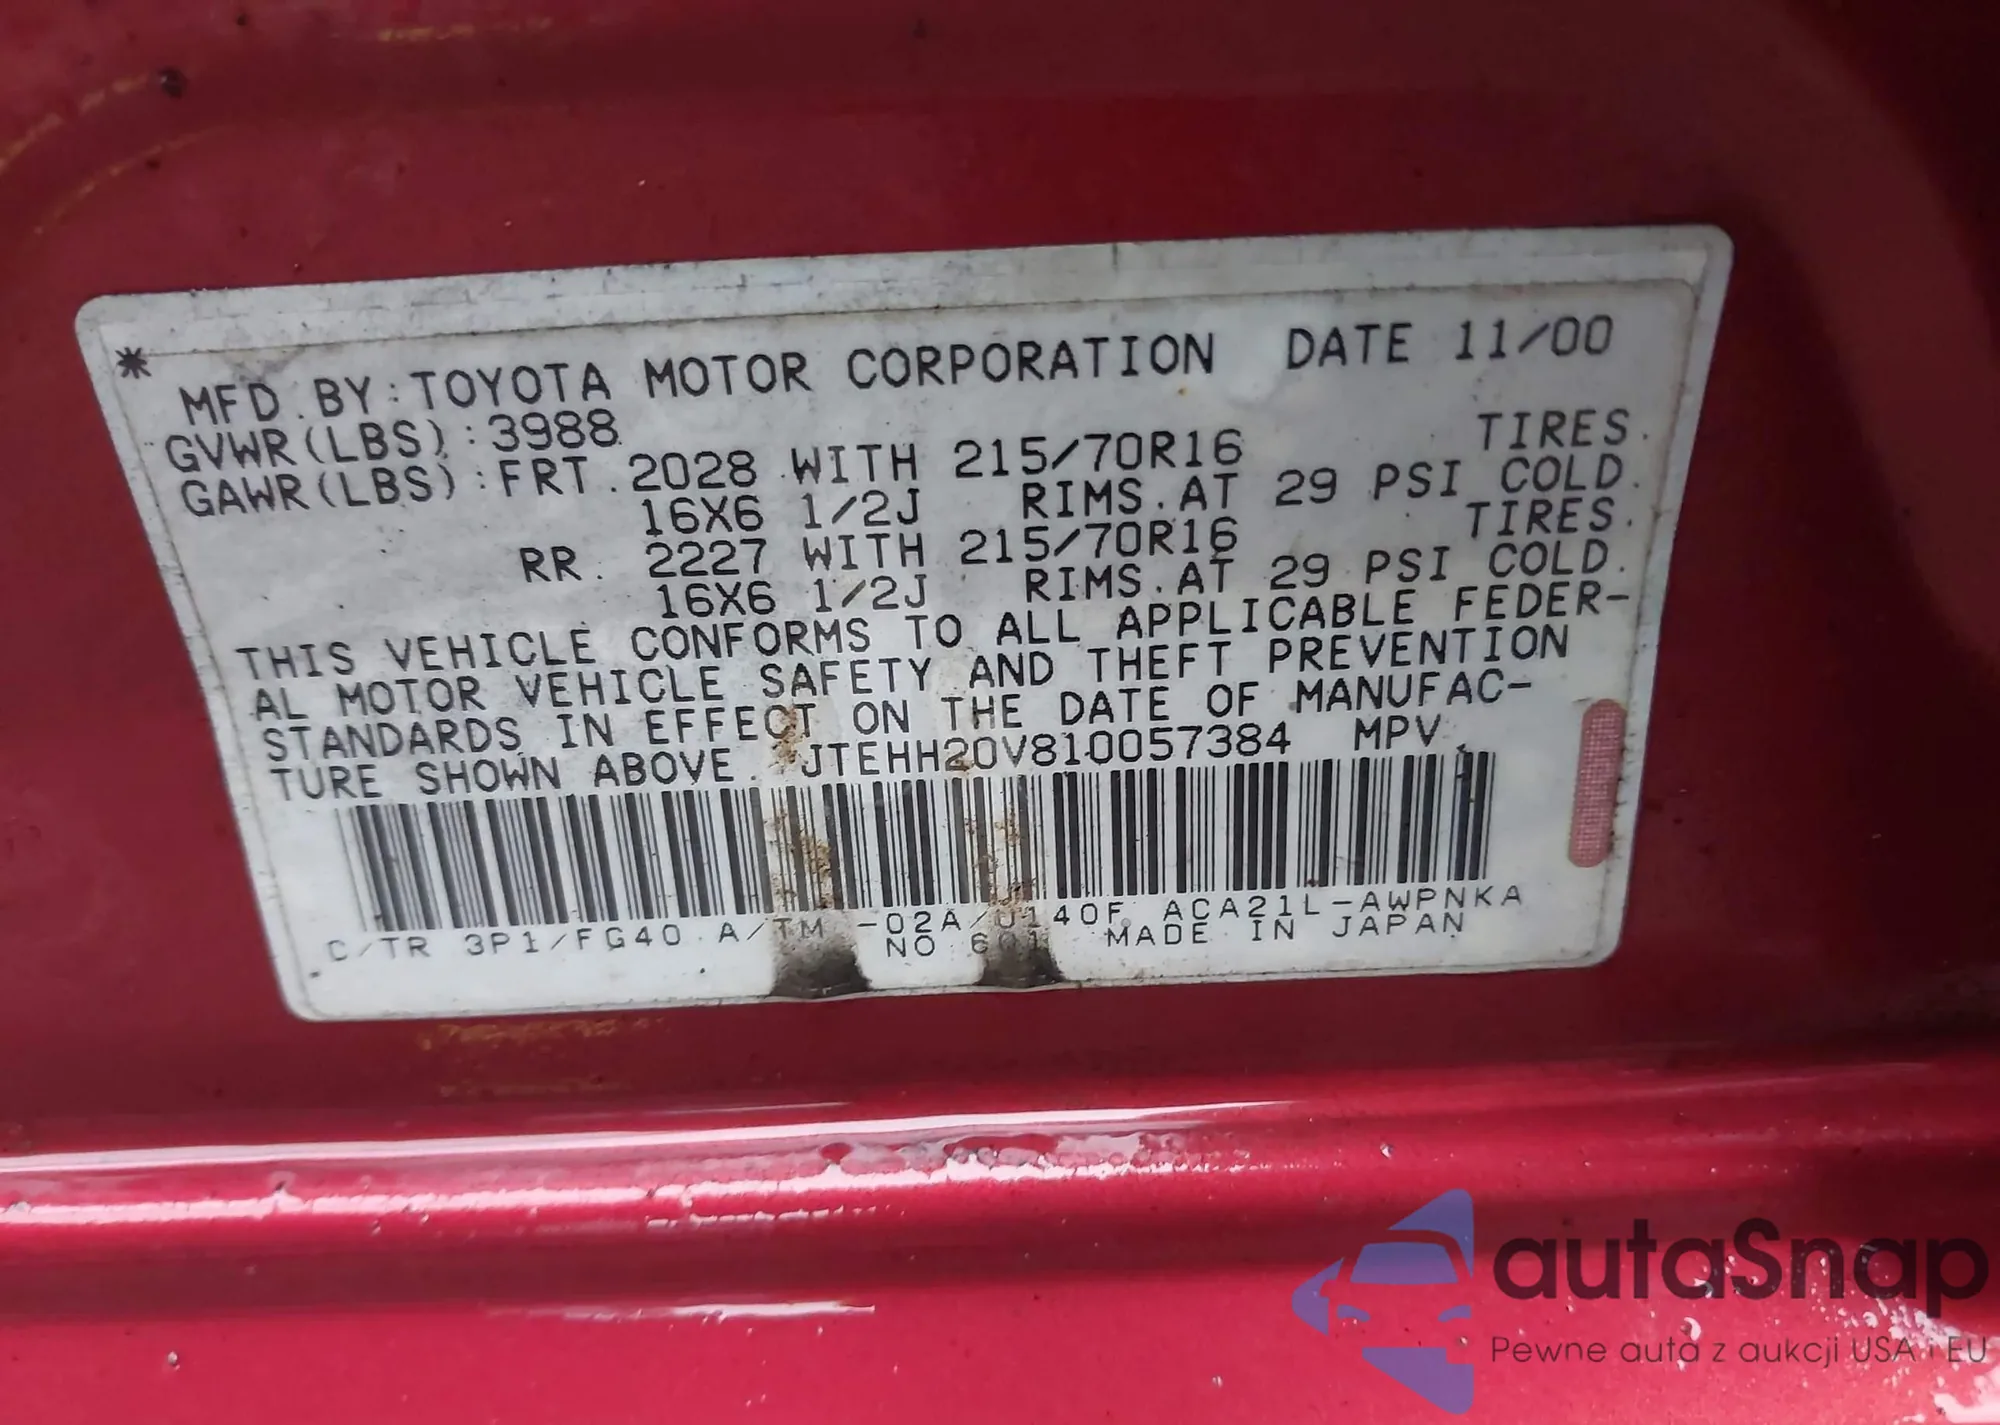 * MFD. BY: TOYOTA MOTOR CORPORATION DATE 11/00
GVWR(LBS):3988
GAWR(LBS):FRT. 2028 WITH 215/70R16 TIRES.
16X6 1/2J RIMS.AT 29 PSI COLD.
RR. 2227 WITH 215/70R16 TIRES.
16X6 1/2J RIMS.AT 29 PSI COLD.
THIS VEHICLE CONFORMS TO ALL APPLICABLE FEDER-
AL MOTOR VEHICLE SAFETY AND THEFT PREVENTION
STANDARDS IN EFFECT ON THE DATE OF MANUFAC-
TURE SHOWN ABOVE. JTEHH20V810057384 MPV
C/TR 3P1/FG40 A/TM -02A/U140F ACA21L-AWPNKA
NO 601 MADE IN JAPAN
autaSnap
Pewne auta z aukcji USA i EU